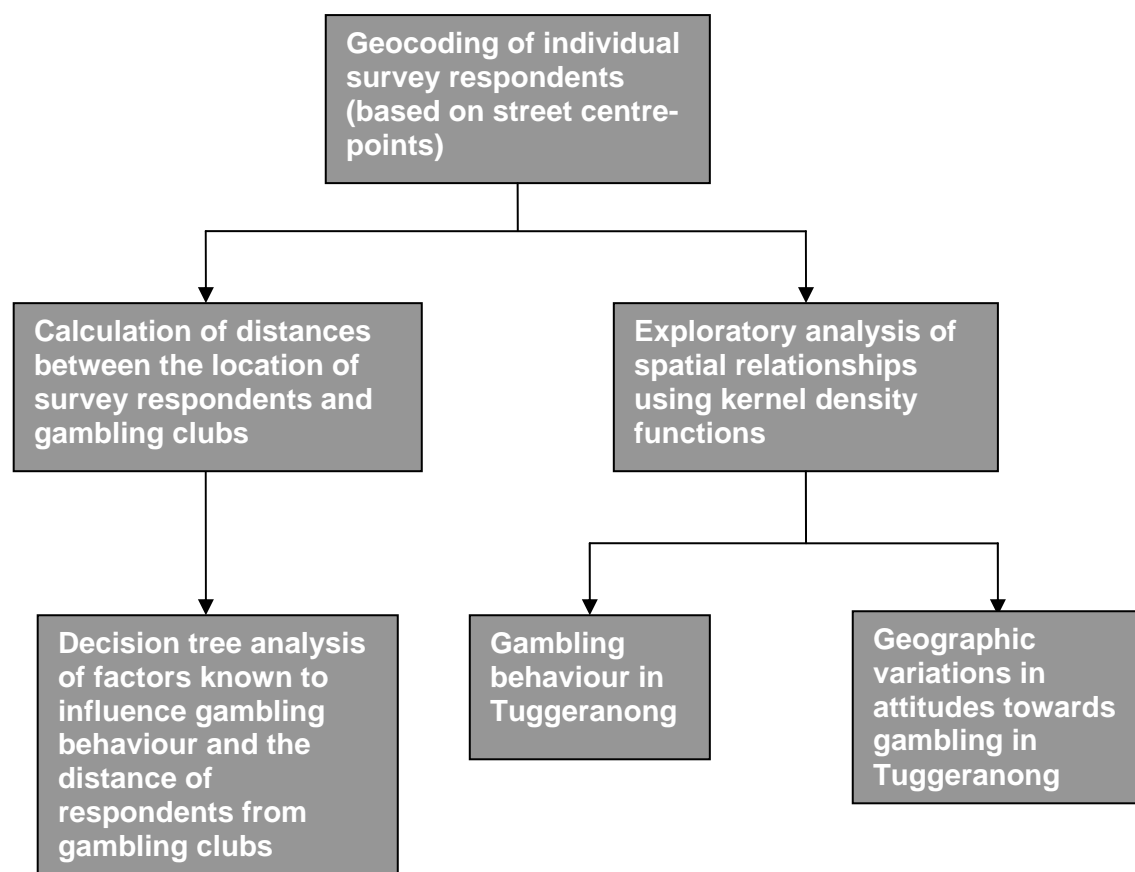 Geocoding of individual
survey respondents
(based on street centre-
points)
Calculation of distances
between the location of
survey respondents and
gambling clubs
Exploratory analysis of
spatial relationships
using kernel density
functions
Decision tree analysis
of factors known to
influence gambling
behaviour and the
distance of
respondents from
gambling clubs
Gambling
behaviour in
Tuggeranong
Geographic
variations in
attitudes towards
gambling in
Tuggeranong